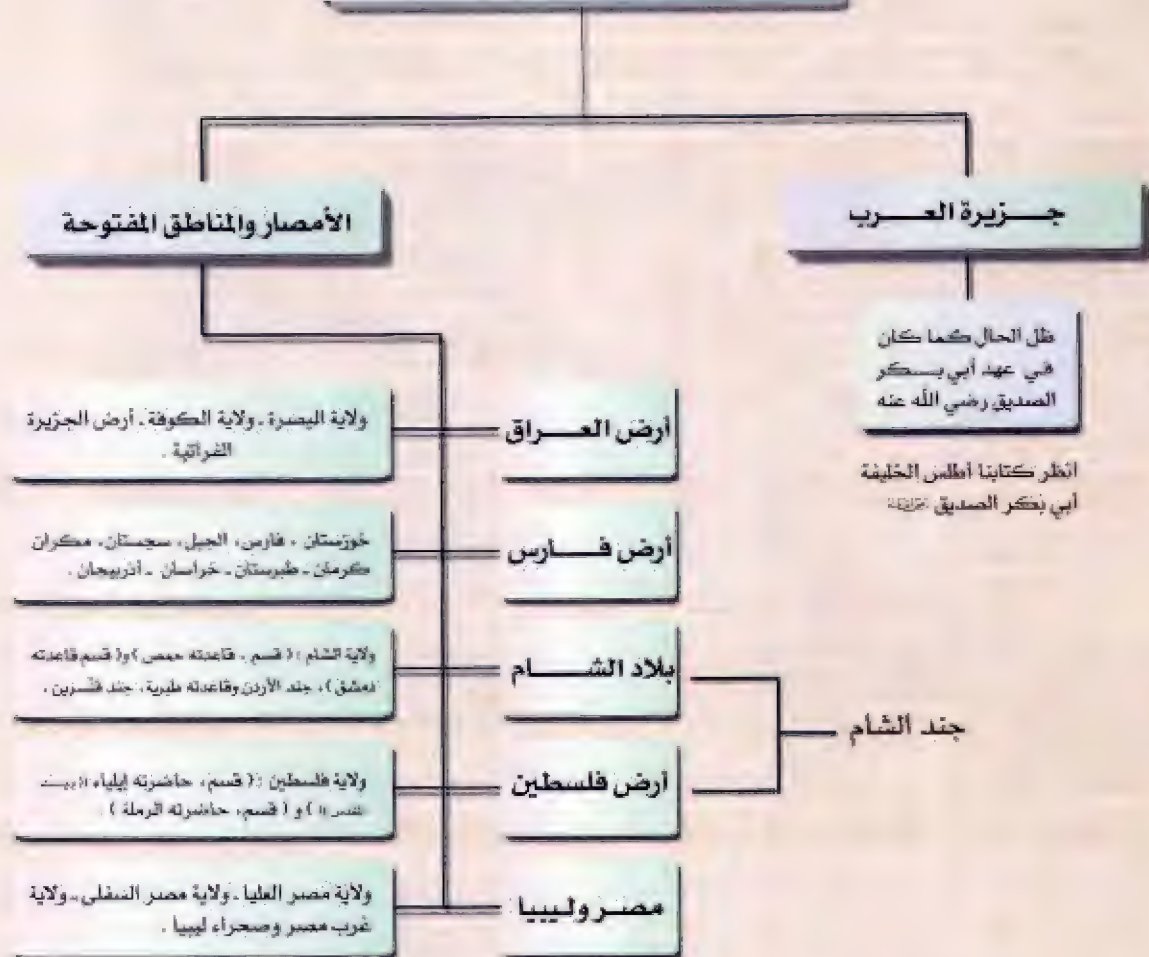 جزيرة العرب
ظل الحال كما كان
في عهد أبي بكر
الصديق رضي الله عنه
انظر كتابنا أطلس الخليفة
أبي بكر الصديق
الأمصار والمناطق المفتوحة
أرض العراق
ولاية البصرة . ولاية الكوفة . أرض الجزيرة
الفراتية .
أرض فارس
خوزستان ، فارس، الجبل، سجستان، مكران
كرمان - طبرستان - خراسان - أذربيجان .
جند الشام
بلاد الشام
ولاية الشام : ( قسم ، قاعدته حمص ) و( قسم قاعدته
دمشق )، جند الأردن وقاعدته طبرية، جند قنسرين .
أرض فلسطين
ولاية فلسطين : ( قسم، حاضرته إيلياء
) و ( قسم، حاضرته الرملة ) .
مصر وليبيا
ولاية مصر العليا . ولاية مصر السفلى . ولاية
غرب مصر وصحراء ليبيا .